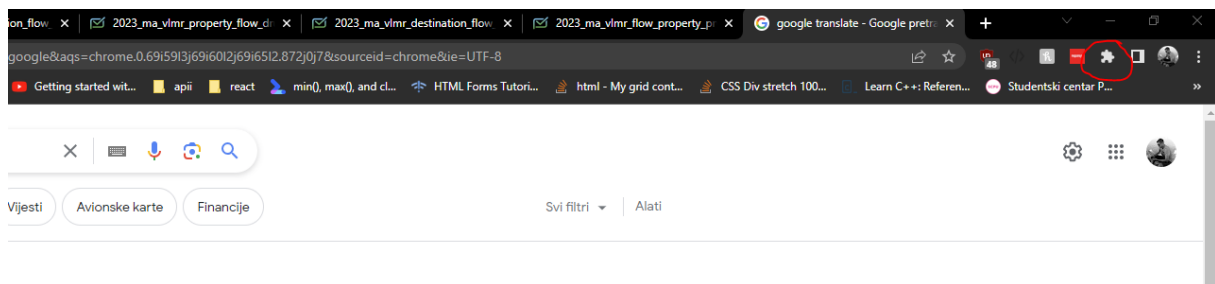 ion_flow_ 2023_ma_vlmr_property_flow_dr 2023_ma_vlmr_destination_flow_ 2023_ma_vlmr_flow_property_pr google translate - Google pretra
google&aqs=chrome.0.69i59l3j69i60l2j69i65l2.872j0j7&sourceid=chrome&ie=UTF-8 48
Getting started wit... apii react min(), max(), and cl... HTML Forms Tutori... html - My grid cont... CSS Div stretch 100... Learn C++: Referen... Studentski centar P... »
Vijesti Avionske karte Financije Svi filtri Alati